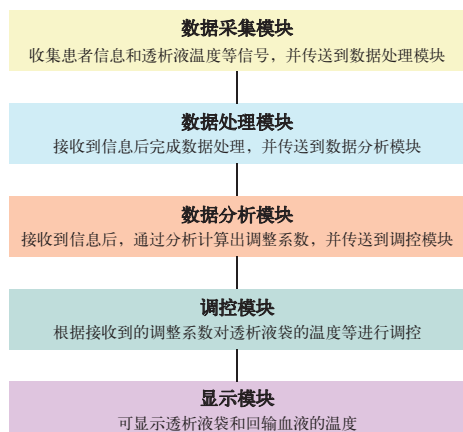 数据采集模块
收集患者信息和透析液温度等信号，并传送到数据处理模块
数据处理模块
接收到信息后完成数据处理，并传送到数据分析模块
数据分析模块
接收到信息后，通过分析计算出调整系数，并传送到调控模块
调控模块
根据接收到的调整系数对透析液袋的温度等进行调控
显示模块
可显示透析液袋和回输血液的温度